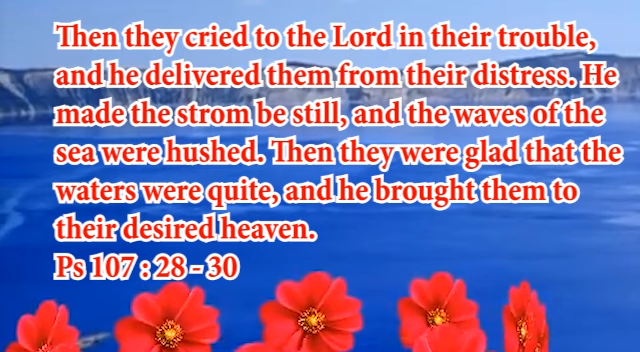 Then they cried to the Lord in their trouble,
and he delivered them from their distress. He
made the strom be still, and the waves of the
sea were hushed. Then they were glad that the
waters were quite, and he brought them to
their desired heaven.
Ps 107 : 28 - 30